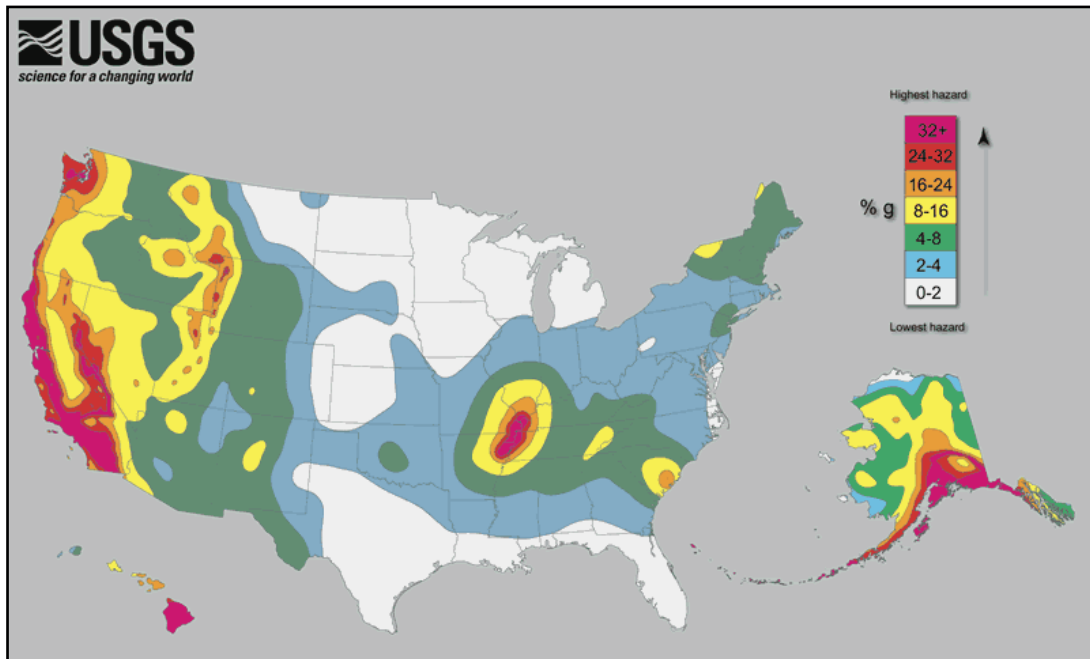 USGS
science for a changing world
Highest hazard
32+
24-32
16-24
% g
8-16
4-8
2-4
0-2
Lowest hazard